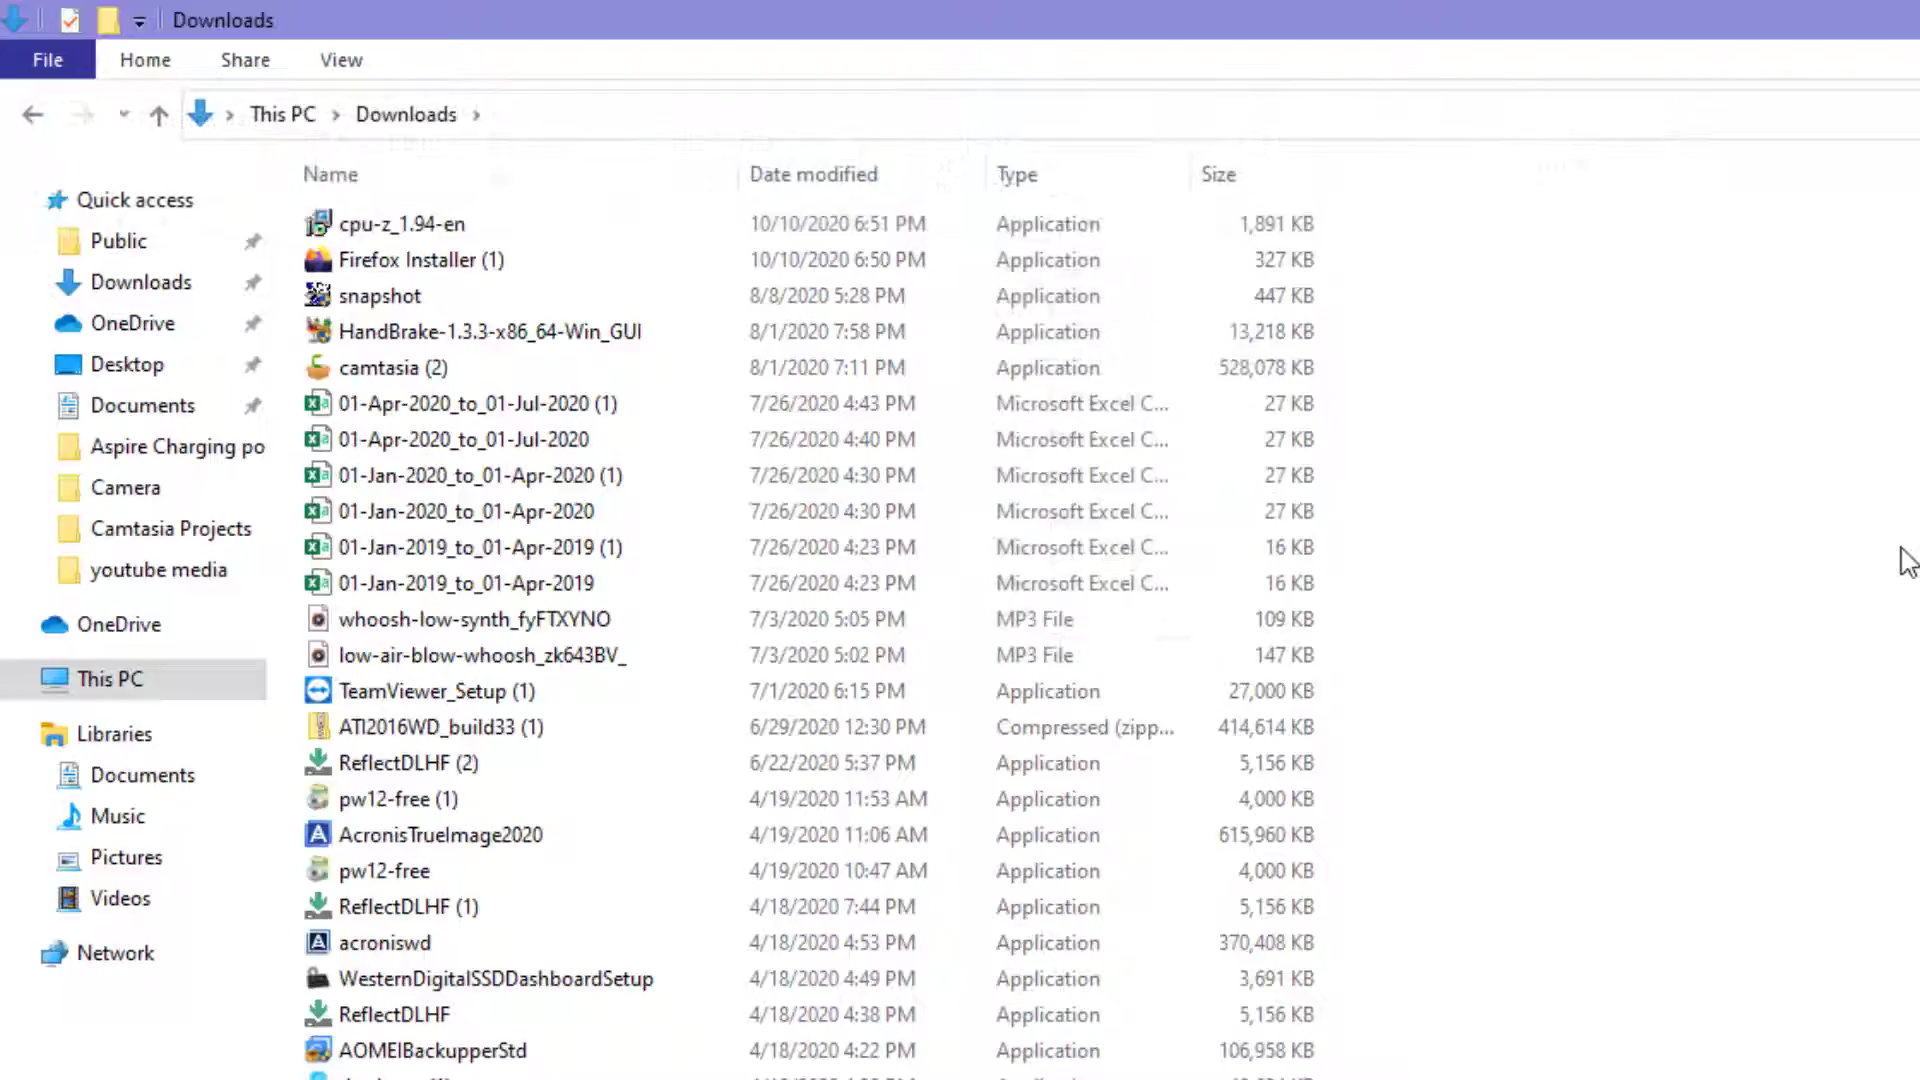 Downloads
File Home Share View
This PC Downloads
Name Date modified Type Size
Quick access
Public
Downloads
OneDrive
Desktop
Documents
Aspire Charging po
Camera
Camtasia Projects
youtube media
OneDrive
This PC
Libraries
Documents
Music
Pictures
Videos
Network
cpu-z_1.94-en 10/10/2020 6:51 PM Application 1,891 KB
Firefox Installer (1) 10/10/2020 6:50 PM Application 327 KB
snapshot 8/8/2020 5:28 PM Application 447 KB
HandBrake-1.3.3-x86_64-Win_GUI 8/1/2020 7:58 PM Application 13,218 KB
camtasia (2) 8/1/2020 7:11 PM Application 528,078 KB
01-Apr-2020_to_01-Jul-2020 (1) 7/26/2020 4:43 PM Microsoft Excel C... 27 KB
01-Apr-2020_to_01-Jul-2020 7/26/2020 4:40 PM Microsoft Excel C... 27 KB
01-Jan-2020_to_01-Apr-2020 (1) 7/26/2020 4:30 PM Microsoft Excel C... 27 KB
01-Jan-2020_to_01-Apr-2020 7/26/2020 4:30 PM Microsoft Excel C... 27 KB
01-Jan-2019_to_01-Apr-2019 (1) 7/26/2020 4:23 PM Microsoft Excel C... 16 KB
01-Jan-2019_to_01-Apr-2019 7/26/2020 4:23 PM Microsoft Excel C... 16 KB
whoosh-low-synth_fyFTXYNO 7/3/2020 5:05 PM MP3 File 109 KB
low-air-blow-whoosh_zk643BV_ 7/3/2020 5:02 PM MP3 File 147 KB
TeamViewer_Setup (1) 7/1/2020 6:15 PM Application 27,000 KB
ATI2016WD_build33 (1) 6/29/2020 12:30 PM Compressed (zipp... 414,614 KB
ReflectDLHF (2) 6/22/2020 5:37 PM Application 5,156 KB
pw12-free (1) 4/19/2020 11:53 AM Application 4,000 KB
AcronisTrueImage2020 4/19/2020 11:06 AM Application 615,960 KB
pw12-free 4/19/2020 10:47 AM Application 4,000 KB
ReflectDLHF (1) 4/18/2020 7:44 PM Application 5,156 KB
acroniswd 4/18/2020 4:53 PM Application 370,408 KB
WesternDigitalSSDDashboardSetup 4/18/2020 4:49 PM Application 3,691 KB
ReflectDLHF 4/18/2020 4:38 PM Application 5,156 KB
AOMEIBackupperStd 4/18/2020 4:22 PM Application 106,958 KB